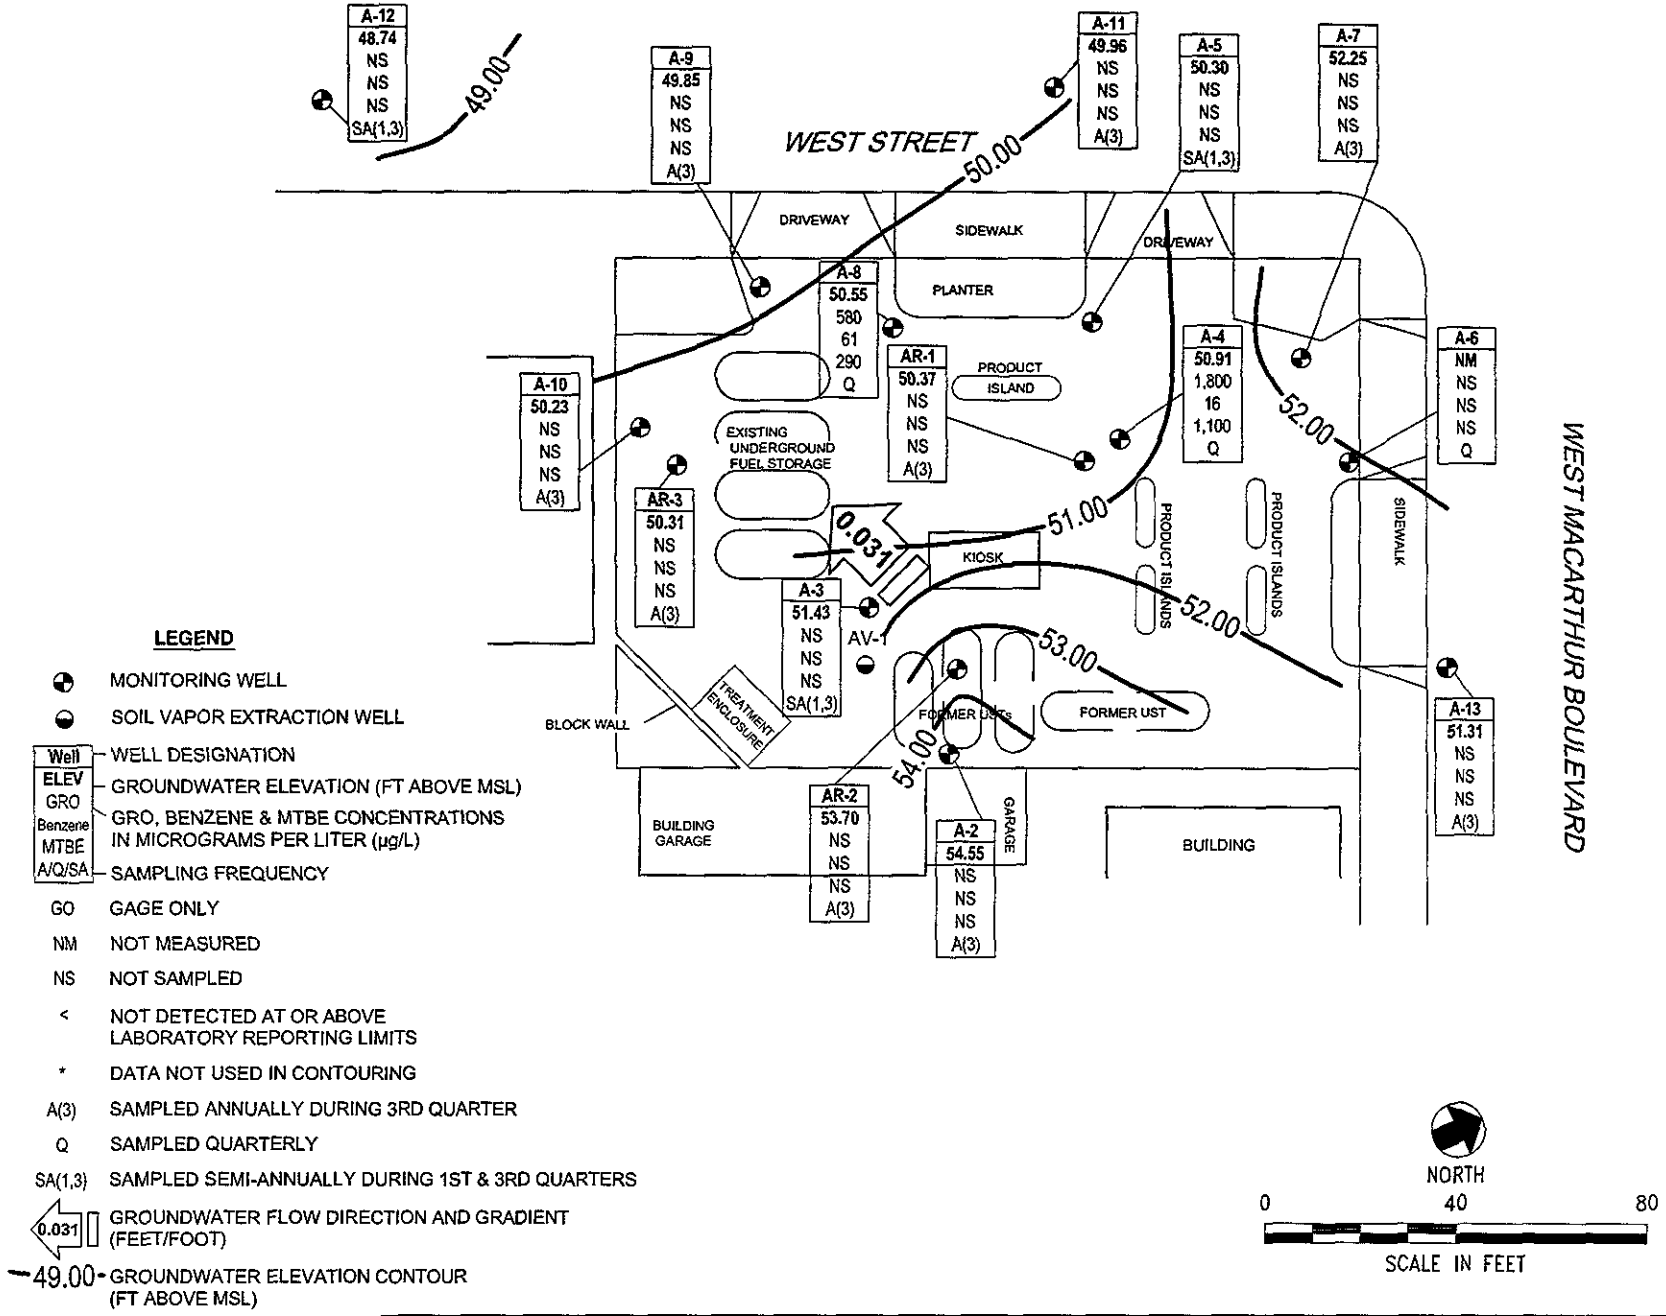 A-12
48.74
NS
NS
NS
SA(1,3)
49.00
A-9
49.85
NS
NS
NS
A(3)
A-11
49.96
NS
NS
NS
A(3)
A-5
50.30
NS
NS
NS
SA(1,3)
A-7
52.25
NS
NS
NS
A(3)
WEST STREET
50.00
DRIVEWAY
SIDEWALK
DRIVEWAY
PLANTER
A-8
50.55
580
61
290
Q
AR-1
50.37
NS
NS
NS
A(3)
PRODUCT
ISLAND
A-4
50.91
1,800
16
1,100
Q
A-6
NM
NS
NS
NS
Q
52.00
A-10
50.23
NS
NS
NS
A(3)
EXISTING
UNDERGROUND
FUEL STORAGE
AR-3
50.31
NS
NS
NS
A(3)
0.031
51.00
KIOSK
PRODUCT ISLANDS
PRODUCT ISLANDS
SIDEWALK
WEST MACARTHUR BOULEVARD
A-3
51.43
NS
NS
NS
SA(1,3)
AV-1
52.00
53.00
TREATMENT
ENCLOSURE
BLOCK WALL
FORMER USTs
FORMER UST
54.00
A-13
51.31
NS
NS
NS
A(3)
BUILDING
GARAGE
AR-2
53.70
NS
NS
NS
A(3)
A-2
54.55
NS
NS
NS
A(3)
GARAGE
BUILDING
LEGEND
MONITORING WELL
SOIL VAPOR EXTRACTION WELL
Well
WELL DESIGNATION
ELEV
GROUNDWATER ELEVATION (FT ABOVE MSL)
GRO
Benzene
MTBE
GRO, BENZENE & MTBE CONCENTRATIONS
IN MICROGRAMS PER LITER (µg/L)
A/Q/SA
SAMPLING FREQUENCY
GO GAGE ONLY
NM NOT MEASURED
NS NOT SAMPLED
< NOT DETECTED AT OR ABOVE
LABORATORY REPORTING LIMITS
* DATA NOT USED IN CONTOURING
A(3) SAMPLED ANNUALLY DURING 3RD QUARTER
Q SAMPLED QUARTERLY
SA(1,3) SAMPLED SEMI-ANNUALLY DURING 1ST & 3RD QUARTERS
0.031 GROUNDWATER FLOW DIRECTION AND GRADIENT
(FEET/FOOT)
49.00 GROUNDWATER ELEVATION CONTOUR
(FT ABOVE MSL)
NORTH
0 40 80
SCALE IN FEET